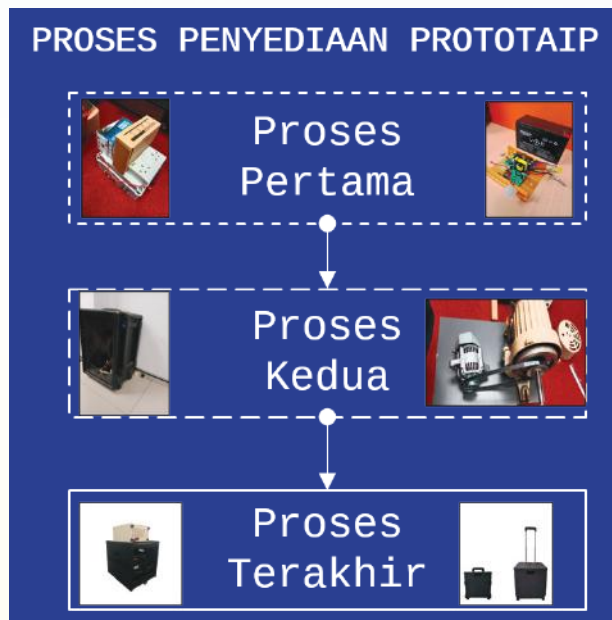 PROSES PENYEDIAAN PROTOTAIP
Proses
Pertama
Proses
Kedua
Proses
Terakhir